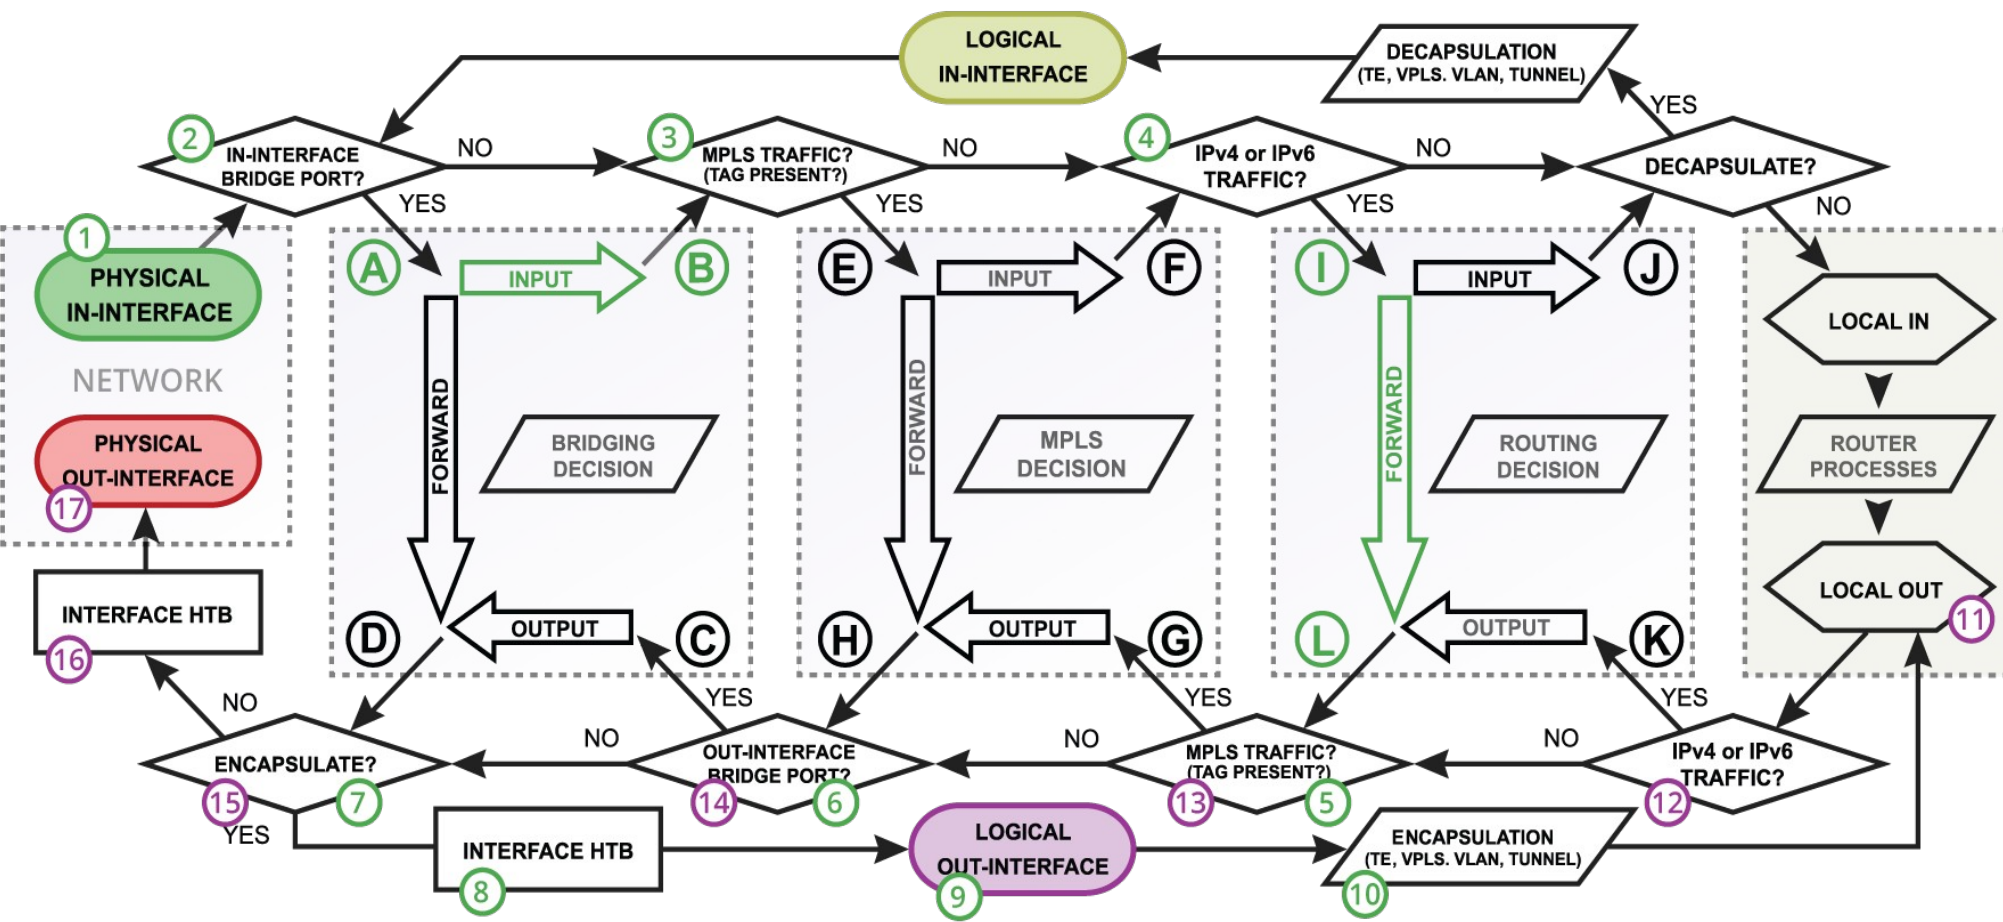 LOGICAL
IN-INTERFACE
DECAPSULATION
(TE, VPLS. VLAN, TUNNEL)
YES
2
IN-INTERFACE
BRIDGE PORT?
NO
3
MPLS TRAFFIC?
(TAG PRESENT?)
NO
4
IPv4 or IPv6
TRAFFIC?
NO
DECAPSULATE?
YES
YES
YES
NO
1
PHYSICAL
IN-INTERFACE
NETWORK
PHYSICAL
OUT-INTERFACE
17
A
INPUT
B
FORWARD
BRIDGING
DECISION
D
OUTPUT
C
E
INPUT
F
FORWARD
MPLS
DECISION
H
OUTPUT
G
I
INPUT
J
FORWARD
ROUTING
DECISION
L
OUTPUT
K
LOCAL IN
ROUTER
PROCESSES
LOCAL OUT
11
INTERFACE HTB
16
NO
YES
YES
YES
ENCAPSULATE?
15
7
NO
OUT-INTERFACE
BRIDGE PORT?
14
6
NO
MPLS TRAFFIC?
(TAG PRESENT?)
13
5
NO
IPv4 or IPv6
TRAFFIC?
12
YES
INTERFACE HTB
8
LOGICAL
OUT-INTERFACE
9
ENCAPSULATION
(TE, VPLS. VLAN, TUNNEL)
10